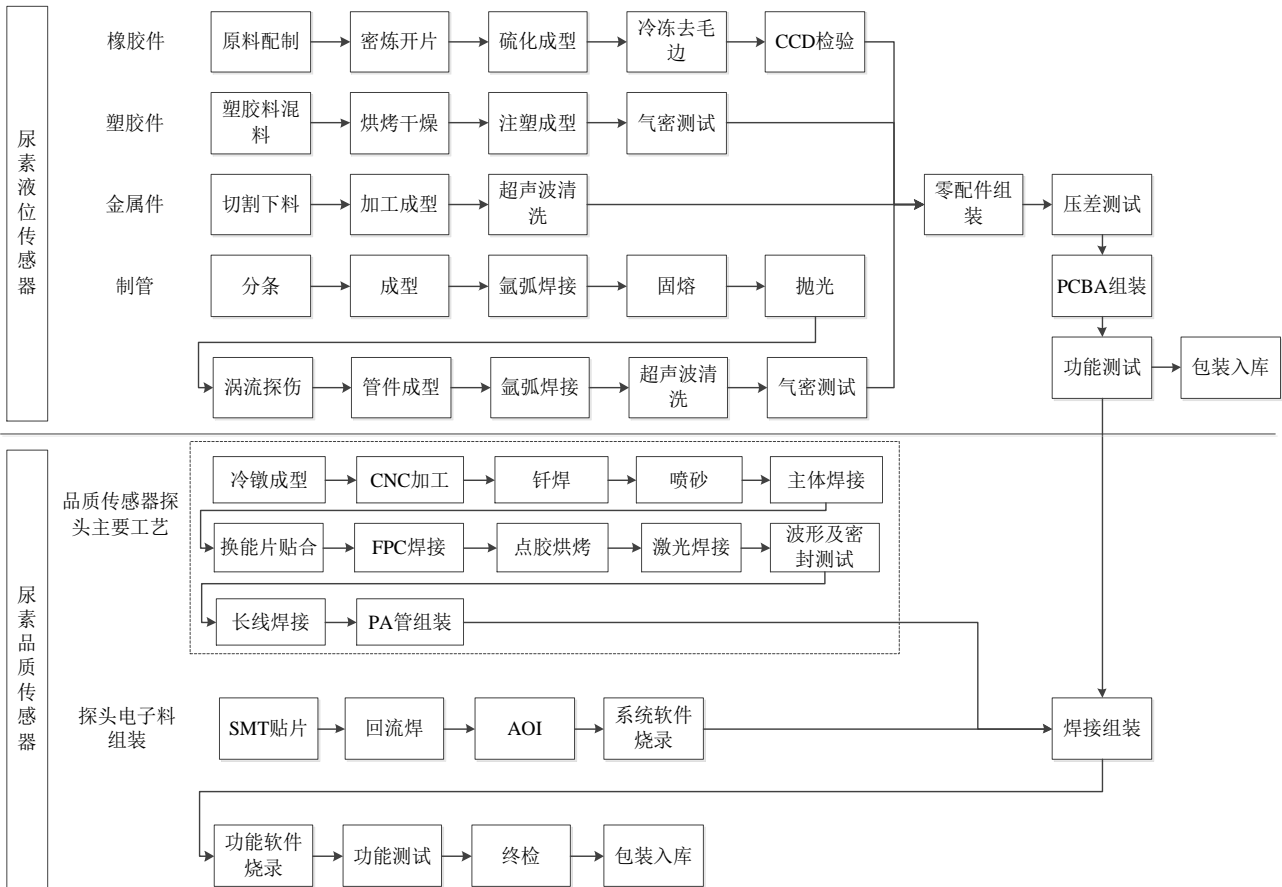 尿素液位传感器
橡胶件
原料配制
密炼开片
硫化成型
冷冻去毛
边
CCD检验
塑胶件
塑胶料混
料
烘烤干燥
注塑成型
气密测试
金属件
切割下料
加工成型
超声波清
洗
零配件组
装
压差测试
制管
分条
成型
氩弧焊接
固熔
抛光
PCBA组装
涡流探伤
管件成型
氩弧焊接
超声波清
洗
气密测试
功能测试
包装入库
尿素品质传感器
品质传感器探
头主要工艺
冷镦成型
CNC加工
钎焊
喷砂
主体焊接
换能片贴合
FPC焊接
点胶烘烤
激光焊接
波形及密
封测试
长线焊接
PA管组装
探头电子料
组装
SMT贴片
回流焊
AOI
系统软件
烧录
焊接组装
功能软件
烧录
功能测试
终检
包装入库